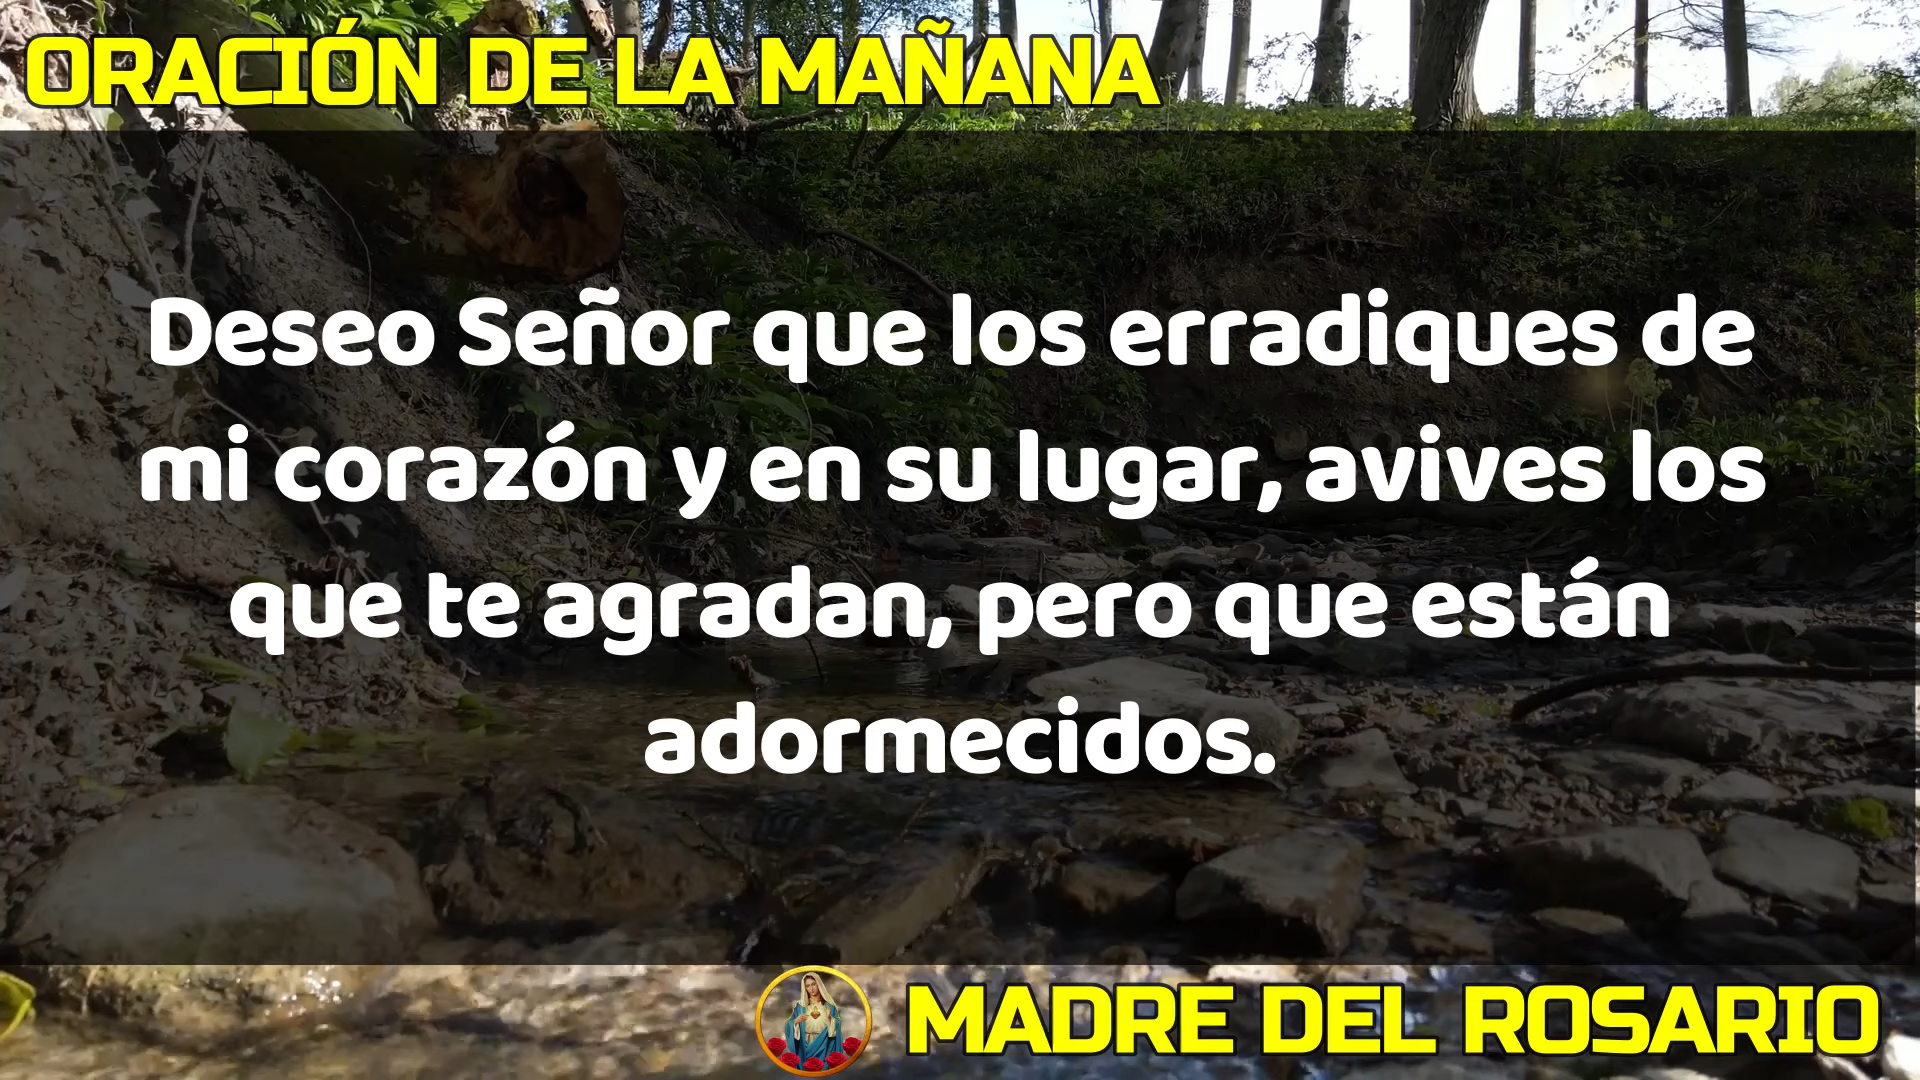 ORACIÓN DE LA MAÑANA
Deseo Señor que los erradiques de
mi corazón y en su lugar, avives los
que te agradan, pero que están
adormecidos.
MADRE DEL ROSARIO